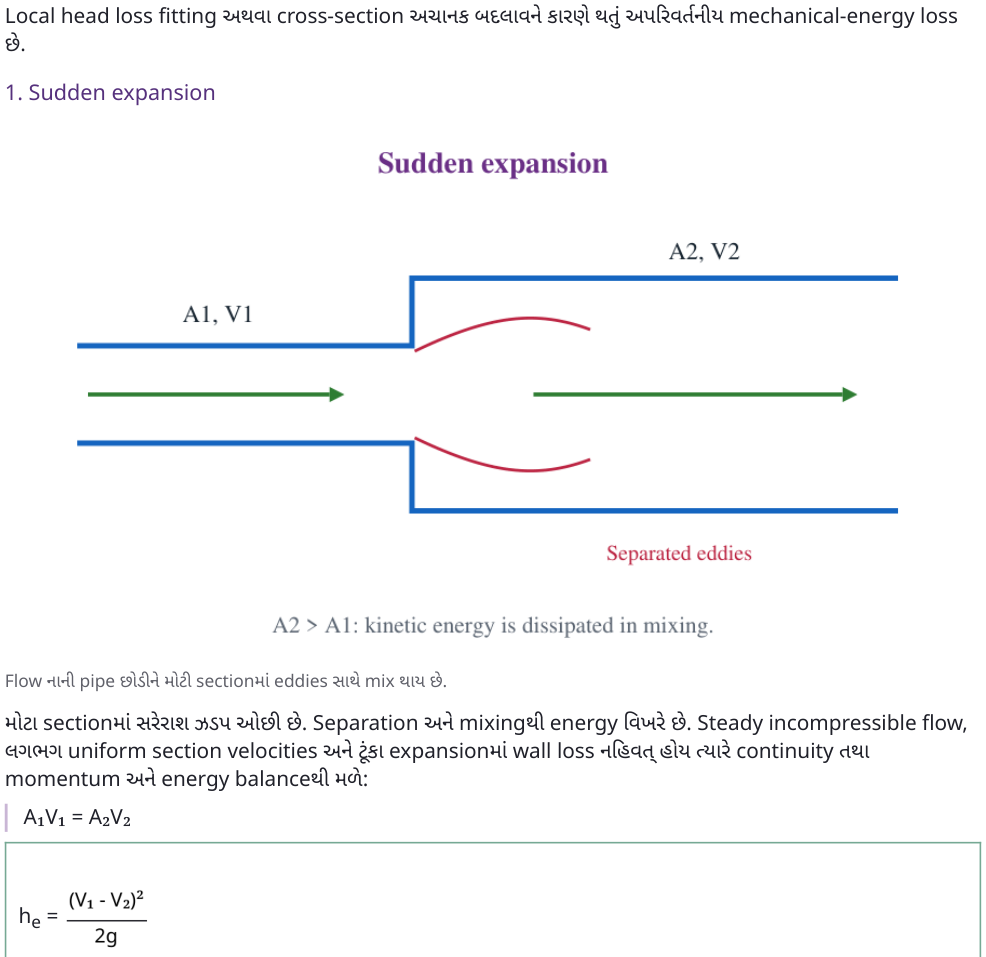 Local head loss fitting અથવા cross-section અચાનક બદલાવને કારણે થતું અપરિવર્તનીય mechanical-energy loss
છે.
1. Sudden expansion
Sudden expansion
A2, V2
A1, V1
Separated eddies
A2 > A1: kinetic energy is dissipated in mixing.
Flow નાની pipe છોડીને મોટી sectionમાં eddies સાથે mix થાય છે.
મોટા sectionમાં સરેરાશ ઝડપ ઓછી છે. Separation અને mixingથી energy વિખરે છે. Steady incompressible flow,
લગભગ uniform section velocities અને ટૂંકા expansionમાં wall loss નહિવત્ હોય ત્યારે continuity તથા
momentum અને energy balanceથી મળે:
A₁V₁ = A₂V₂
hₑ = (V₁ - V₂)² / 2g